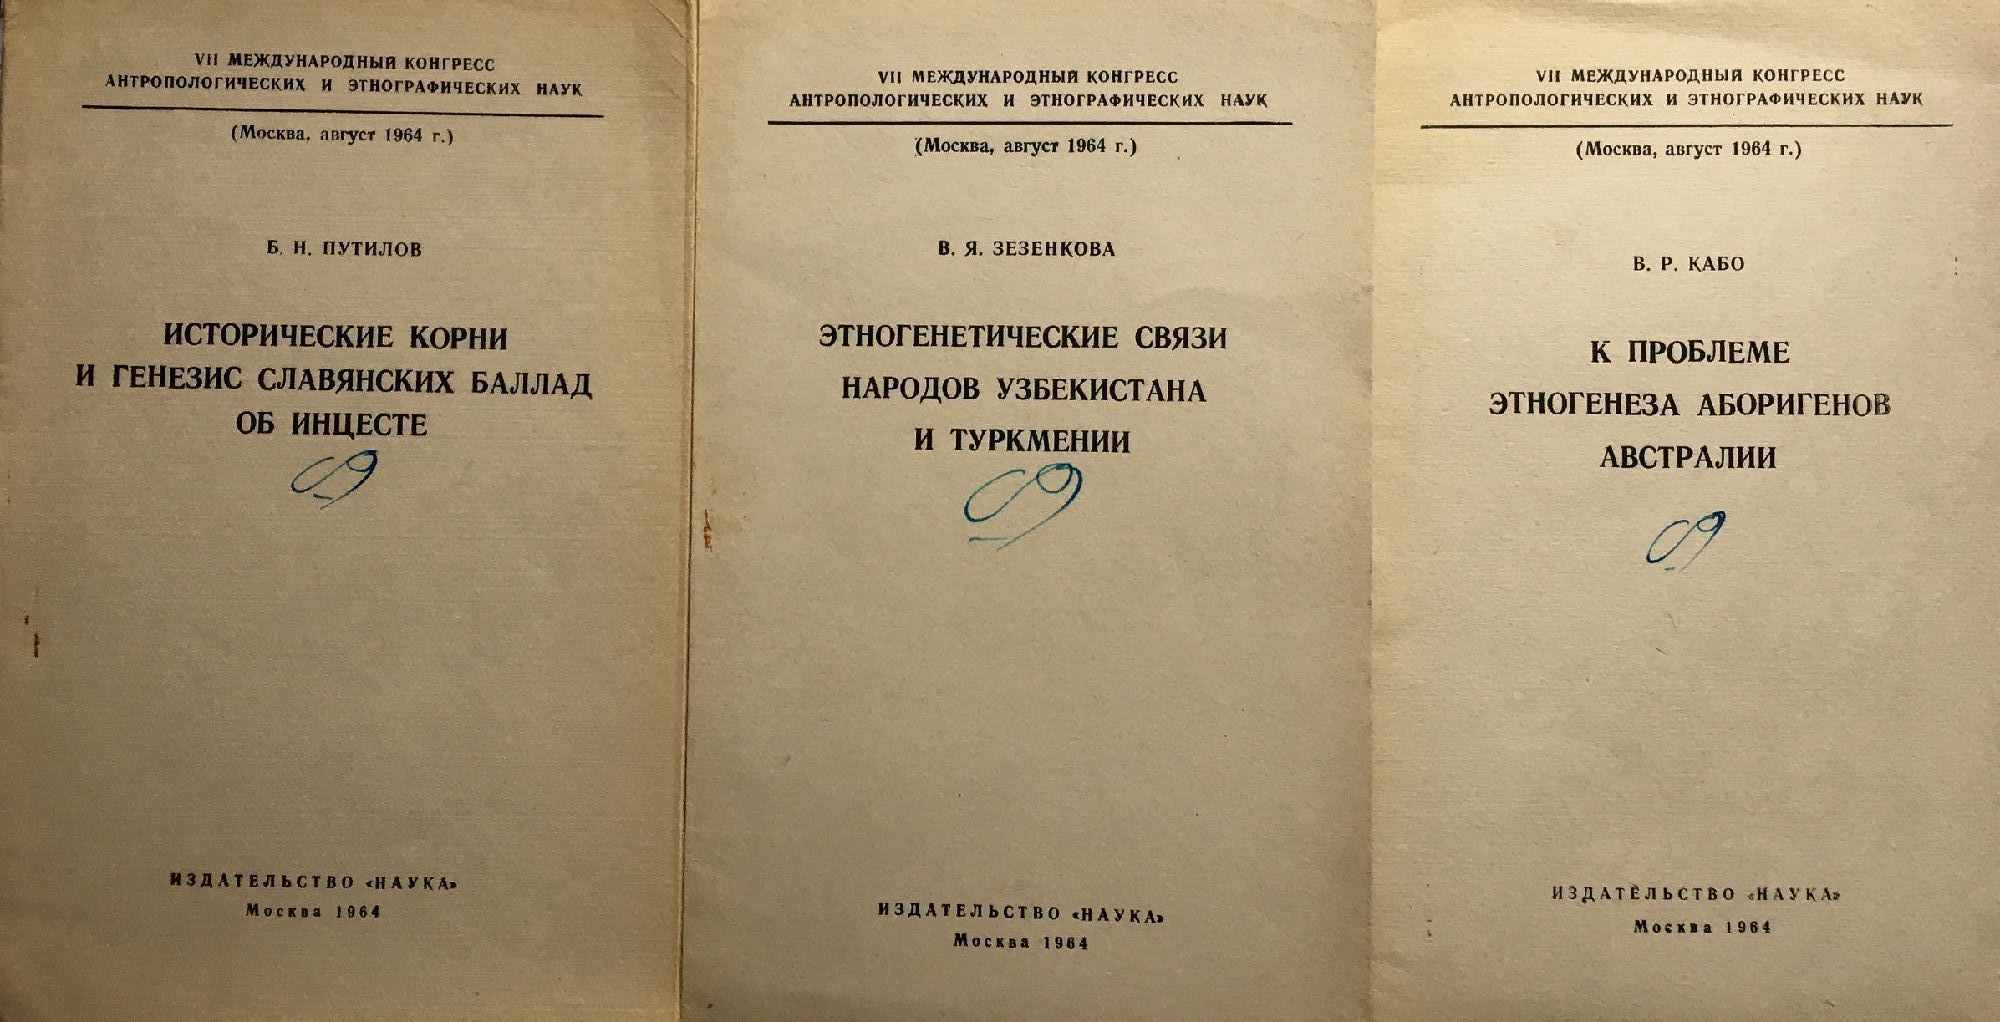 VII МЕЖДУНАРОДНЫЙ КОНГРЕСС
АНТРОПОЛОГИЧЕСКИХ И ЭТНОГРАФИЧЕСКИХ НАУК
(Москва, август 1964 г.)
Б. Н. ПУТИЛОВ
ИСТОРИЧЕСКИЕ КОРНИ
И ГЕНЕЗИС СЛАВЯНСКИХ БАЛЛАД
ОБ ИНЦЕСТЕ
ИЗДАТЕЛЬСТВО «НАУКА»
Москва 1964
VII МЕЖДУНАРОДНЫЙ КОНГРЕСС
АНТРОПОЛОГИЧЕСКИХ И ЭТНОГРАФИЧЕСКИХ НАУК
(Москва, август 1964 г.)
В. Я. ЗЕЗЕНКОВА
ЭТНОГЕНЕТИЧЕСКИЕ СВЯЗИ
НАРОДОВ УЗБЕКИСТАНА
И ТУРКМЕНИИ
ИЗДАТЕЛЬСТВО «НАУКА»
Москва 1964
VII МЕЖДУНАРОДНЫЙ КОНГРЕСС
АНТРОПОЛОГИЧЕСКИХ И ЭТНОГРАФИЧЕСКИХ НАУК
(Москва, август 1964 г.)
В. Р. КАБО
К ПРОБЛЕМЕ
ЭТНОГЕНЕЗА АБОРИГЕНОВ
АВСТРАЛИИ
ИЗДАТЕЛЬСТВО «НАУКА»
Москва 1964